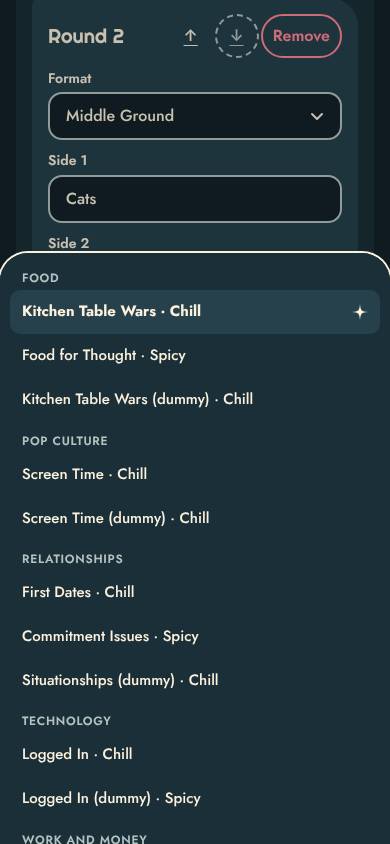 Round 2
Remove
Format
Middle Ground
Side 1
Cats
Side 2
FOOD
Kitchen Table Wars · Chill
Food for Thought · Spicy
Kitchen Table Wars (dummy) · Chill
POP CULTURE
Screen Time · Chill
Screen Time (dummy) · Chill
RELATIONSHIPS
First Dates · Chill
Commitment Issues · Spicy
Situationships (dummy) · Chill
TECHNOLOGY
Logged In · Chill
Logged In (dummy) · Spicy
WORK AND MONEY